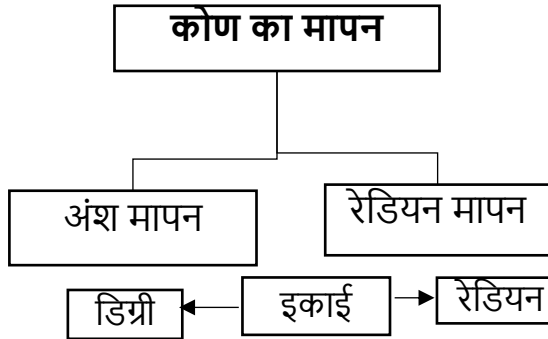 कोण का मापन
अंश मापन
रेडियन मापन
डिग्री
इकाई
रेडियन